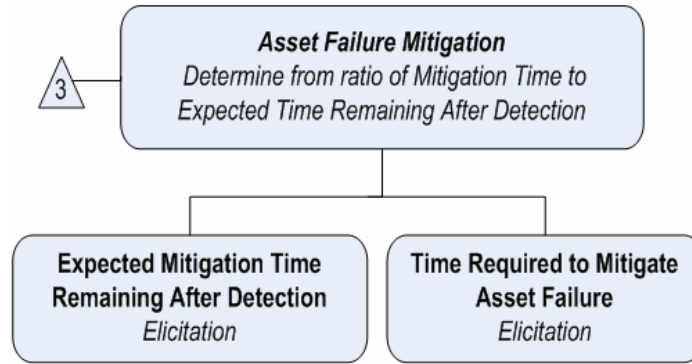 Asset Failure Mitigation
Determine from ratio of Mitigation Time to
Expected Time Remaining After Detection
3
Expected Mitigation Time
Remaining After Detection
Elicitation
Time Required to Mitigate
Asset Failure
Elicitation